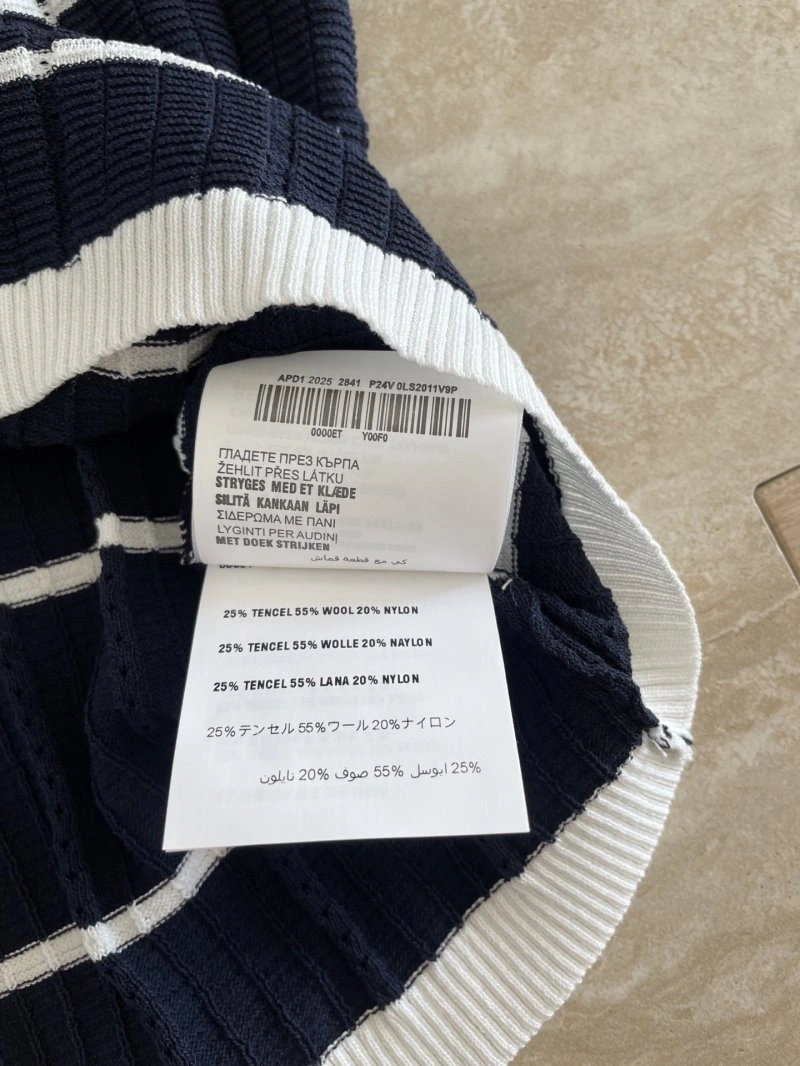 APD1 2025 2841 P24V 0LS2011V9P
0000ET Y00F0
ГЛАДЕТЕ ПРЕЗ КЪРПА
ŽEHLIT PŘES LÁTKU
STRYGES MED ET KLÆDE
SILITÄ KANKAAN LÄPI
ΣΙΔΕΡΩΜΑ ΜΕ ΠΑΝΙ
LYGINTI PER AUDINĮ
MET DOEK STRIJKEN
كي مع قطعة قماش
25% TENCEL 55% WOOL 20% NYLON
25% TENCEL 55% WOLLE 20% NAYLON
25% TENCEL 55% LANA 20% NYLON
25%テンセル 55%ウール 20%ナイロン
25% ايوسل 55% صوف 20% نايلون